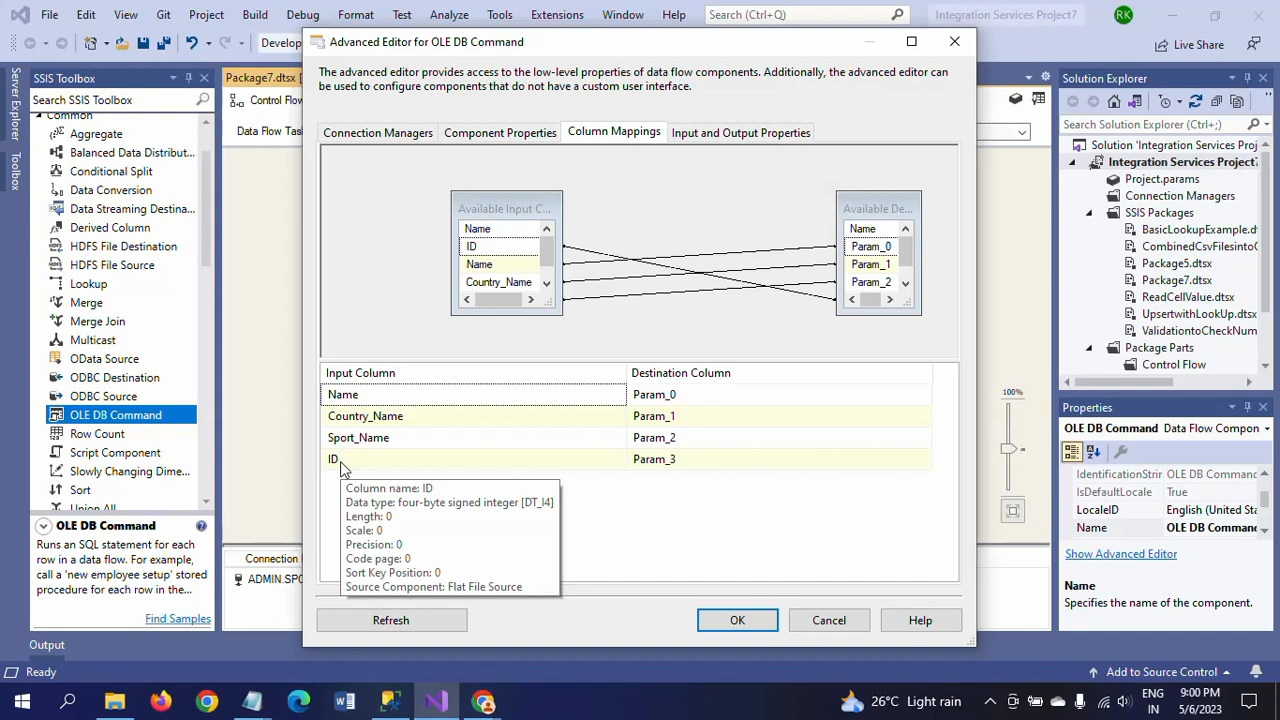 File Edit View Git Project Build Debug Format Test Analyze Tools Extensions Window Help Search (Ctrl+Q) Integration Services Project7 RK
Develop Live Share
Server Explorer
Toolbox
SSIS Toolbox
Search SSIS Toolbox
Common
Aggregate
Balanced Data Distribut...
Conditional Split
Data Conversion
Data Streaming Destina...
Derived Column
HDFS File Destination
HDFS File Source
Lookup
Merge
Merge Join
Multicast
OData Source
ODBC Destination
ODBC Source
OLE DB Command
Row Count
Script Component
Slowly Changing Dime...
Sort
Union All
OLE DB Command
Runs an SQL statement for each
row in a data flow. For example,
call a 'new employee setup' stored
procedure for each row in the...
Find Samples
Package7.dtsx
Control Flow
Data Flow Task
Connection
ADMIN.SPO
100%
Advanced Editor for OLE DB Command
The advanced editor provides access to the low-level properties of data flow components. Additionally, the advanced editor can
be used to configure components that do not have a custom user interface.
Connection Managers Component Properties Column Mappings Input and Output Properties
Available Input C...
Name
ID
Name
Country_Name
Available De...
Name
Param_0
Param_1
Param_2
Input Column Destination Column
Name Param_0
Country_Name Param_1
Sport_Name Param_2
ID Param_3
Column name: ID
Data type: four-byte signed integer [DT_I4]
Length: 0
Scale: 0
Precision: 0
Code page: 0
Sort Key Position: 0
Source Component: Flat File Source
Refresh OK Cancel Help
Solution Explorer
Search Solution Explorer (Ctrl+;)
Solution 'Integration Services Proj
Integration Services Project7
Project.params
Connection Managers
SSIS Packages
BasicLookupExample.d
CombinedCsvFilesintoC
Package5.dtsx
Package7.dtsx
ReadCellValue.dtsx
UpsertwithLookUp.dtsx
ValidationtoCheckNum
Package Parts
Control Flow
Properties
OLE DB Command Data Flow Compon
IdentificationStrir OLE DB Command
IsDefaultLocale True
LocaleID English (United Sta
Name OLE DB Command
Show Advanced Editor
Name
Specifies the name of the component.
Output
Ready Add to Source Control
26°C Light rain ENG IN 9:00 PM 5/6/2023